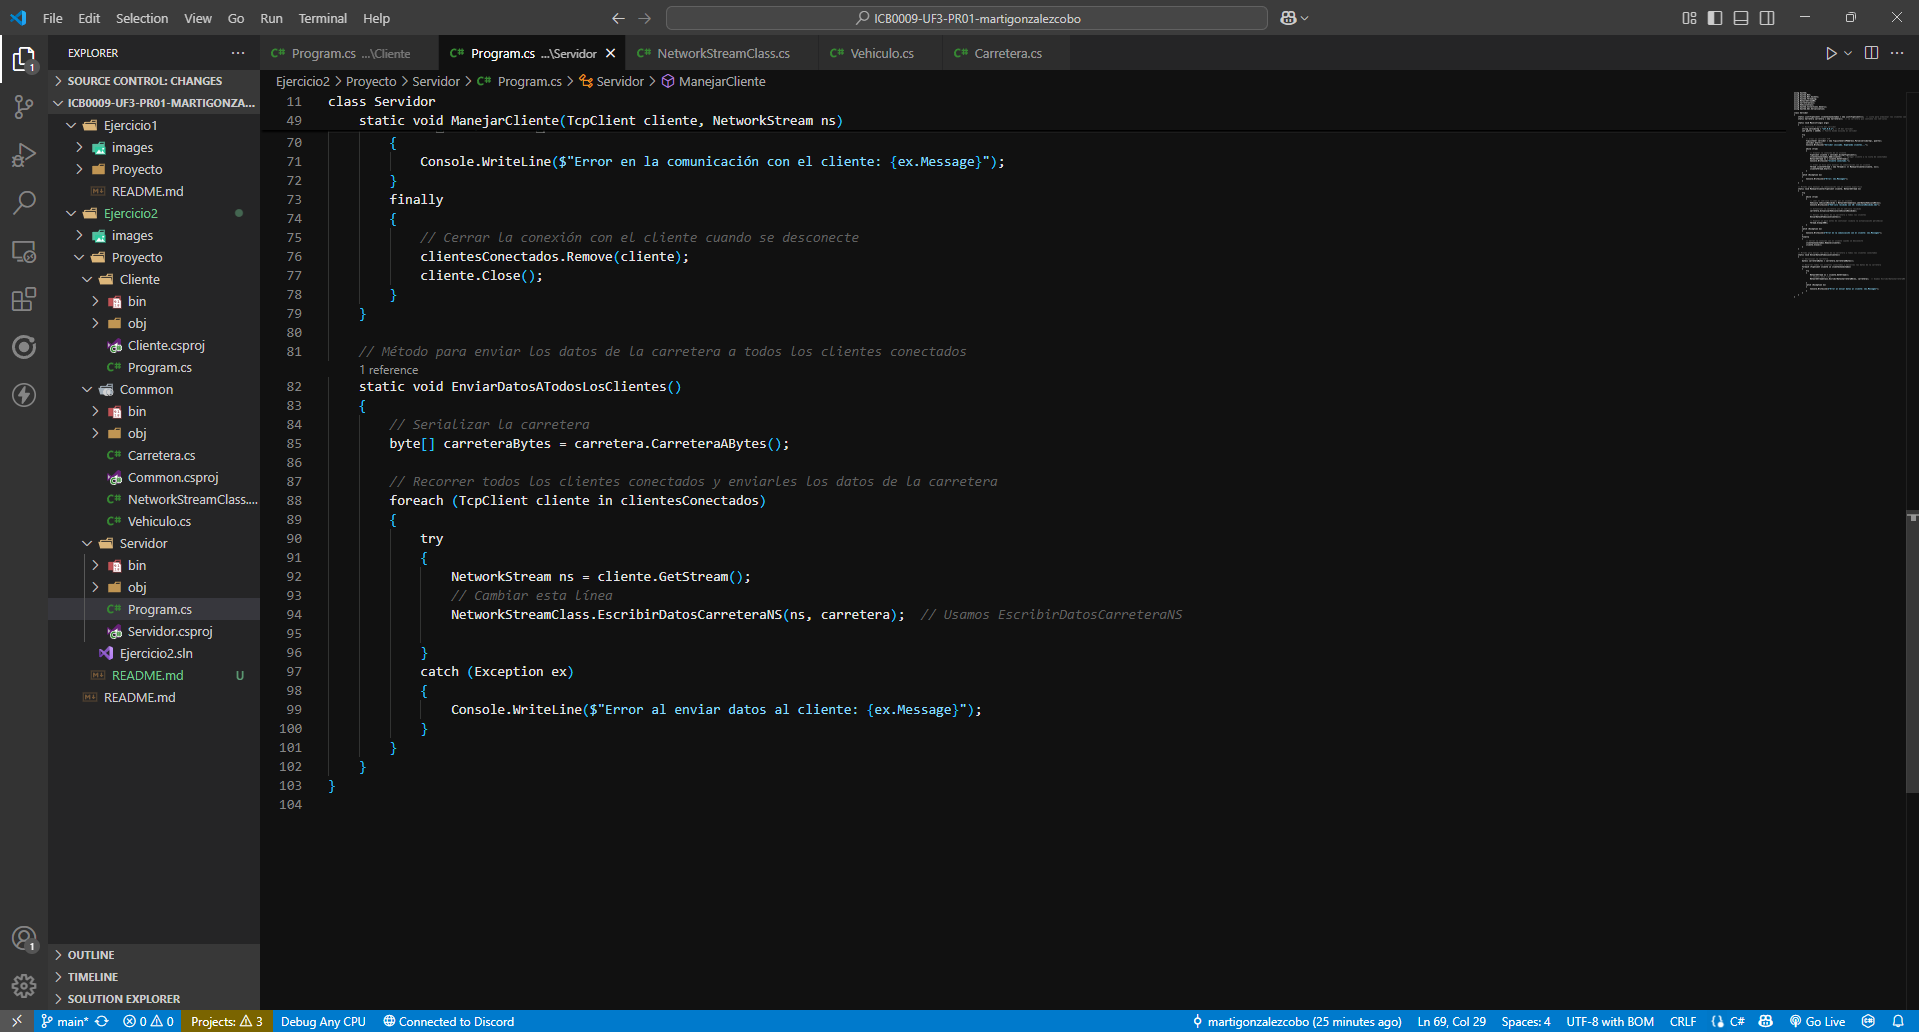 File Edit Selection View Go Run Terminal Help
ICB0009-UF3-PR01-martigonzalezcobo
EXPLORER
Program.cs ...\Cliente
Program.cs ...\Servidor
NetworkStreamClass.cs
Vehiculo.cs
Carretera.cs
SOURCE CONTROL: CHANGES
ICB0009-UF3-PR01-MARTIGONZA...
Ejercicio1
images
Proyecto
README.md
Ejercicio2
images
Proyecto
Cliente
bin
obj
Cliente.csproj
Program.cs
Common
bin
obj
Carretera.cs
Common.csproj
NetworkStreamClass....
Vehiculo.cs
Servidor
bin
obj
Program.cs
Servidor.csproj
Ejercicio2.sln
README.md U
README.md
OUTLINE
TIMELINE
SOLUTION EXPLORER
Ejercicio2 > Proyecto > Servidor > Program.cs > Servidor > ManejarCliente
11 class Servidor
49 static void ManejarCliente(TcpClient cliente, NetworkStream ns)
70 {
71 Console.WriteLine($"Error en la comunicación con el cliente: {ex.Message}");
72 }
73 finally
74 {
75 // Cerrar la conexión con el cliente cuando se desconecte
76 clientesConectados.Remove(cliente);
77 cliente.Close();
78 }
79 }
80
81 // Método para enviar los datos de la carretera a todos los clientes conectados
1 reference
82 static void EnviarDatosATodosLosClientes()
83 {
84 // Serializar la carretera
85 byte[] carreteraBytes = carretera.CarreteraABytes();
86
87 // Recorrer todos los clientes conectados y enviarles los datos de la carretera
88 foreach (TcpClient cliente in clientesConectados)
89 {
90 try
91 {
92 NetworkStream ns = cliente.GetStream();
93 // Cambiar esta línea
94 NetworkStreamClass.EscribirDatosCarreteraNS(ns, carretera); // Usamos EscribirDatosCarreteraNS
95
96 }
97 catch (Exception ex)
98 {
99 Console.WriteLine($"Error al enviar datos al cliente: {ex.Message}");
100 }
101 }
102 }
103 }
104
1
1
main* 0 0 Projects: 3 Debug Any CPU Connected to Discord
martigonzalezcobo (25 minutes ago) Ln 69, Col 29 Spaces: 4 UTF-8 with BOM CRLF C# Go Live